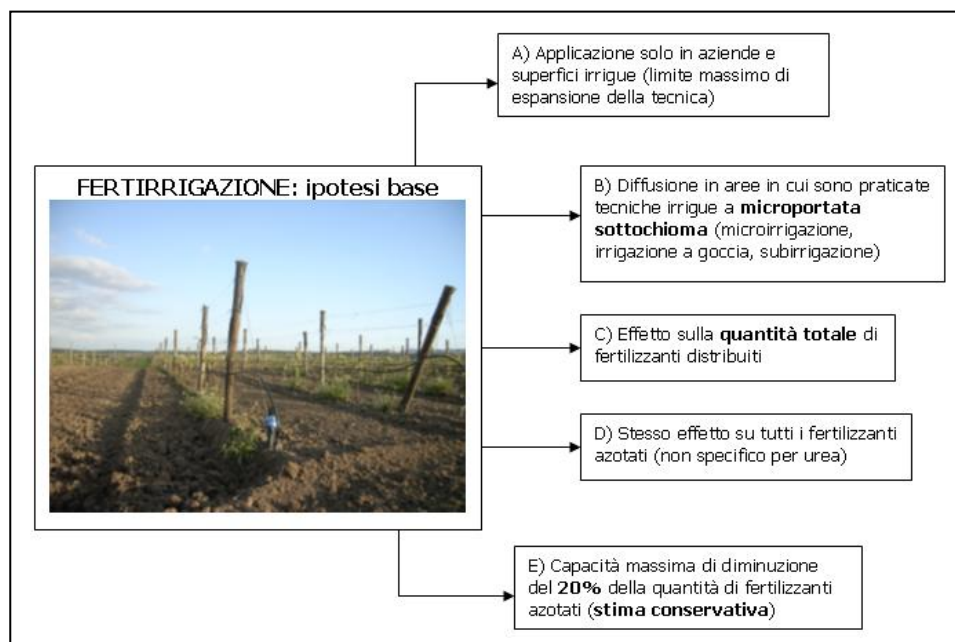 A) Applicazione solo in aziende e
superfici irrigue (limite massimo di
espansione della tecnica)
FERTIRRIGAZIONE: ipotesi base
B) Diffusione in aree in cui sono praticate
tecniche irrigue a microportata
sottochioma (microirrigazione,
irrigazione a goccia, subirrigazione)
C) Effetto sulla quantità totale di
fertilizzanti distribuiti
D) Stesso effetto su tutti i fertilizzanti
azotati (non specifico per urea)
E) Capacità massima di diminuzione
del 20% della quantità di fertilizzanti
azotati (stima conservativa)